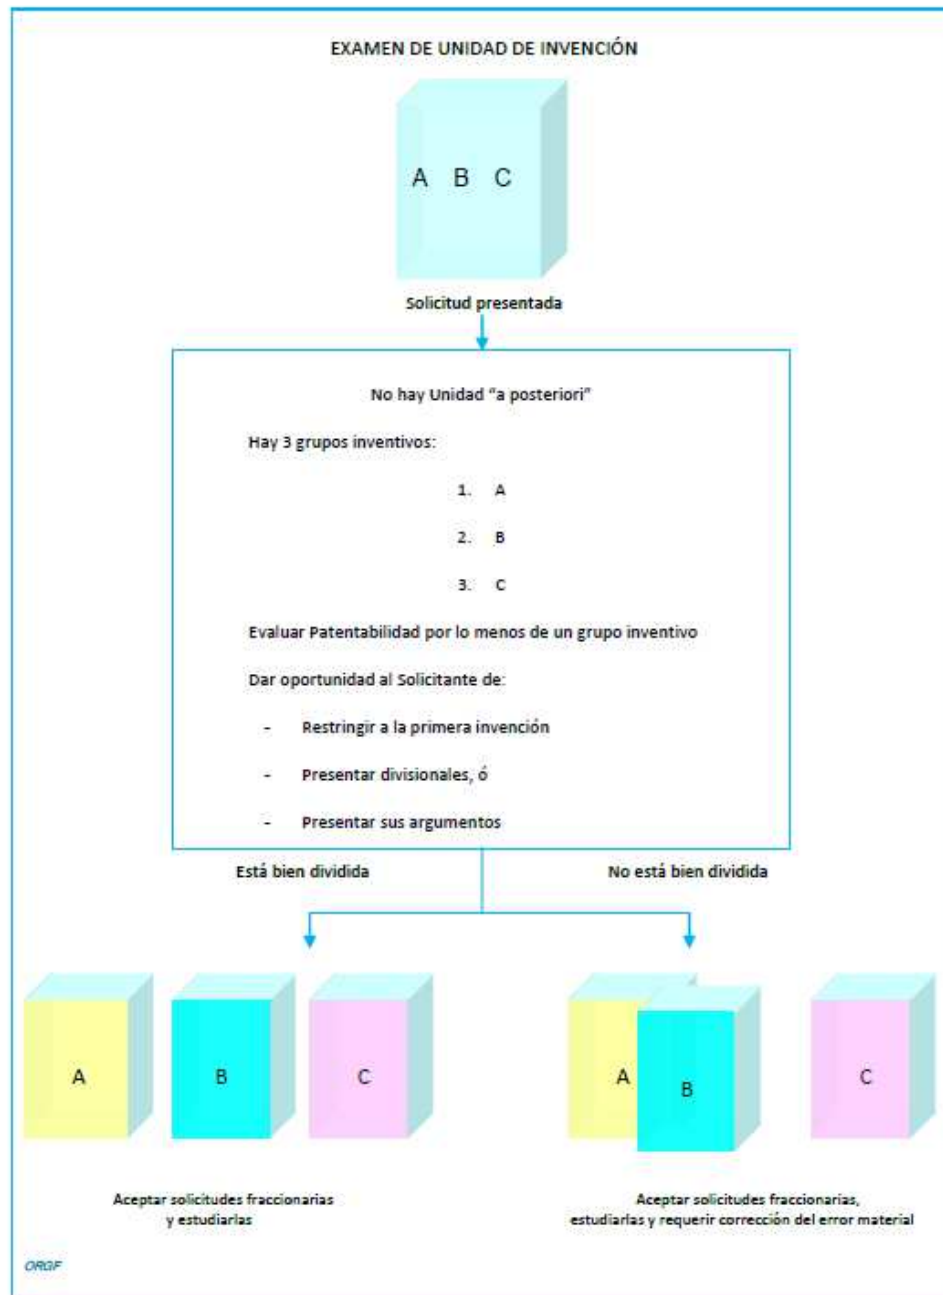 EXAMEN DE UNIDAD DE INVENCIÓN
A B C
Solicitud presentada
No hay Unidad "a posteriori"
Hay 3 grupos inventivos:
1. A
2. B
3. C
Evaluar Patentabilidad por lo menos de un grupo inventivo
Dar oportunidad al Solicitante de:
- Restringir a la primera invención
- Presentar divisionales, ó
- Presentar sus argumentos
Está bien dividida
No está bien dividida
A B C
A B C
Aceptar solicitudes fraccionarias
y estudiarlas
Aceptar solicitudes fraccionarias,
estudiarlas y requerir corrección del error material
ORGF